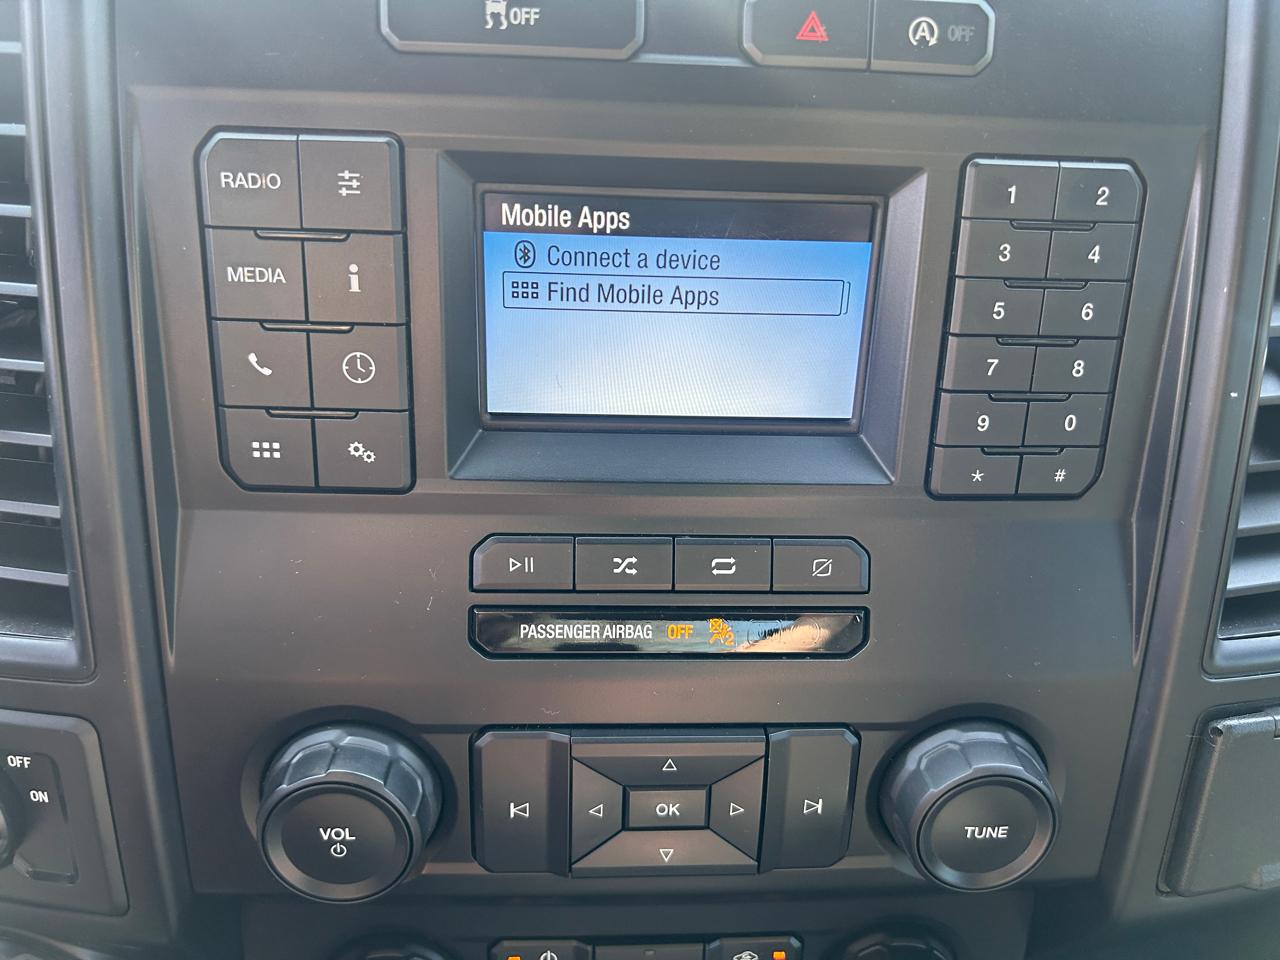 OFF
A OFF
RADIO
MEDIA
Mobile Apps
Connect a device
Find Mobile Apps
1 2
3 4
5 6
7 8
9 0
* #
PASSENGER AIRBAG OFF 2
OFF
ON
VOL
OK
TUNE